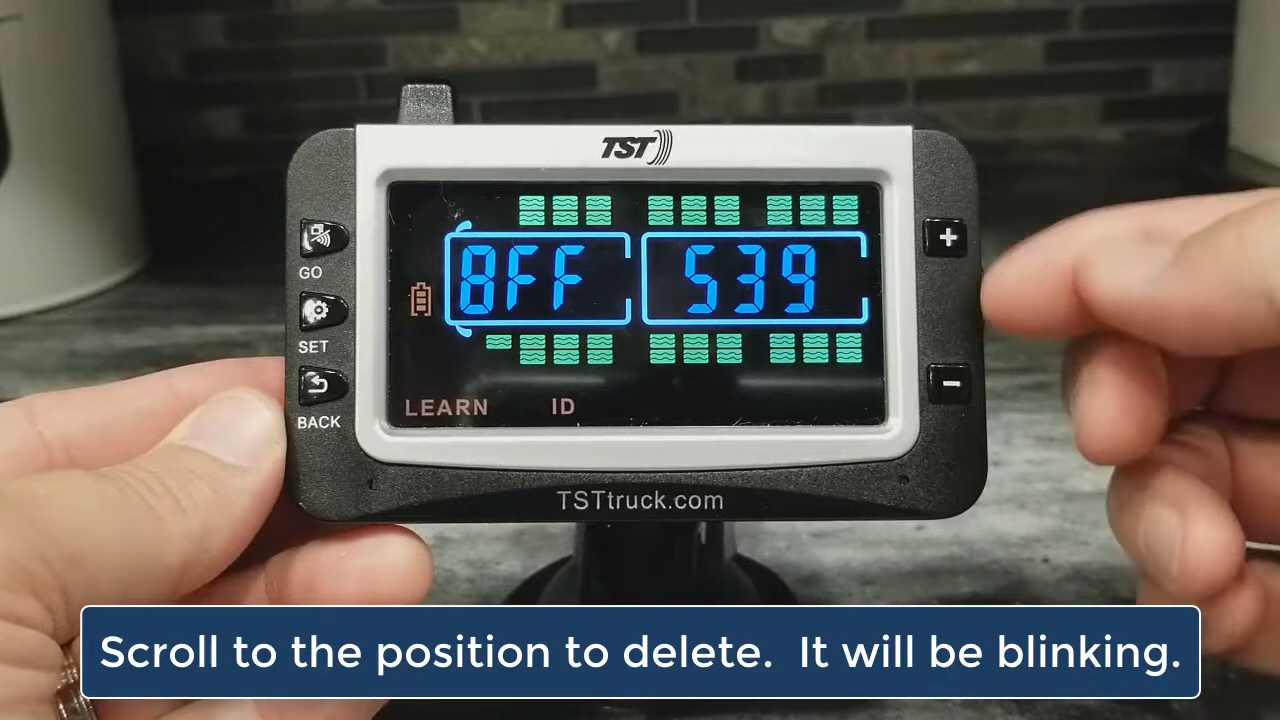 TST
+
8FF 539
GO
SET
LEARN ID
BACK
-
TSTtruck.com
Scroll to the position to delete. It will be blinking.